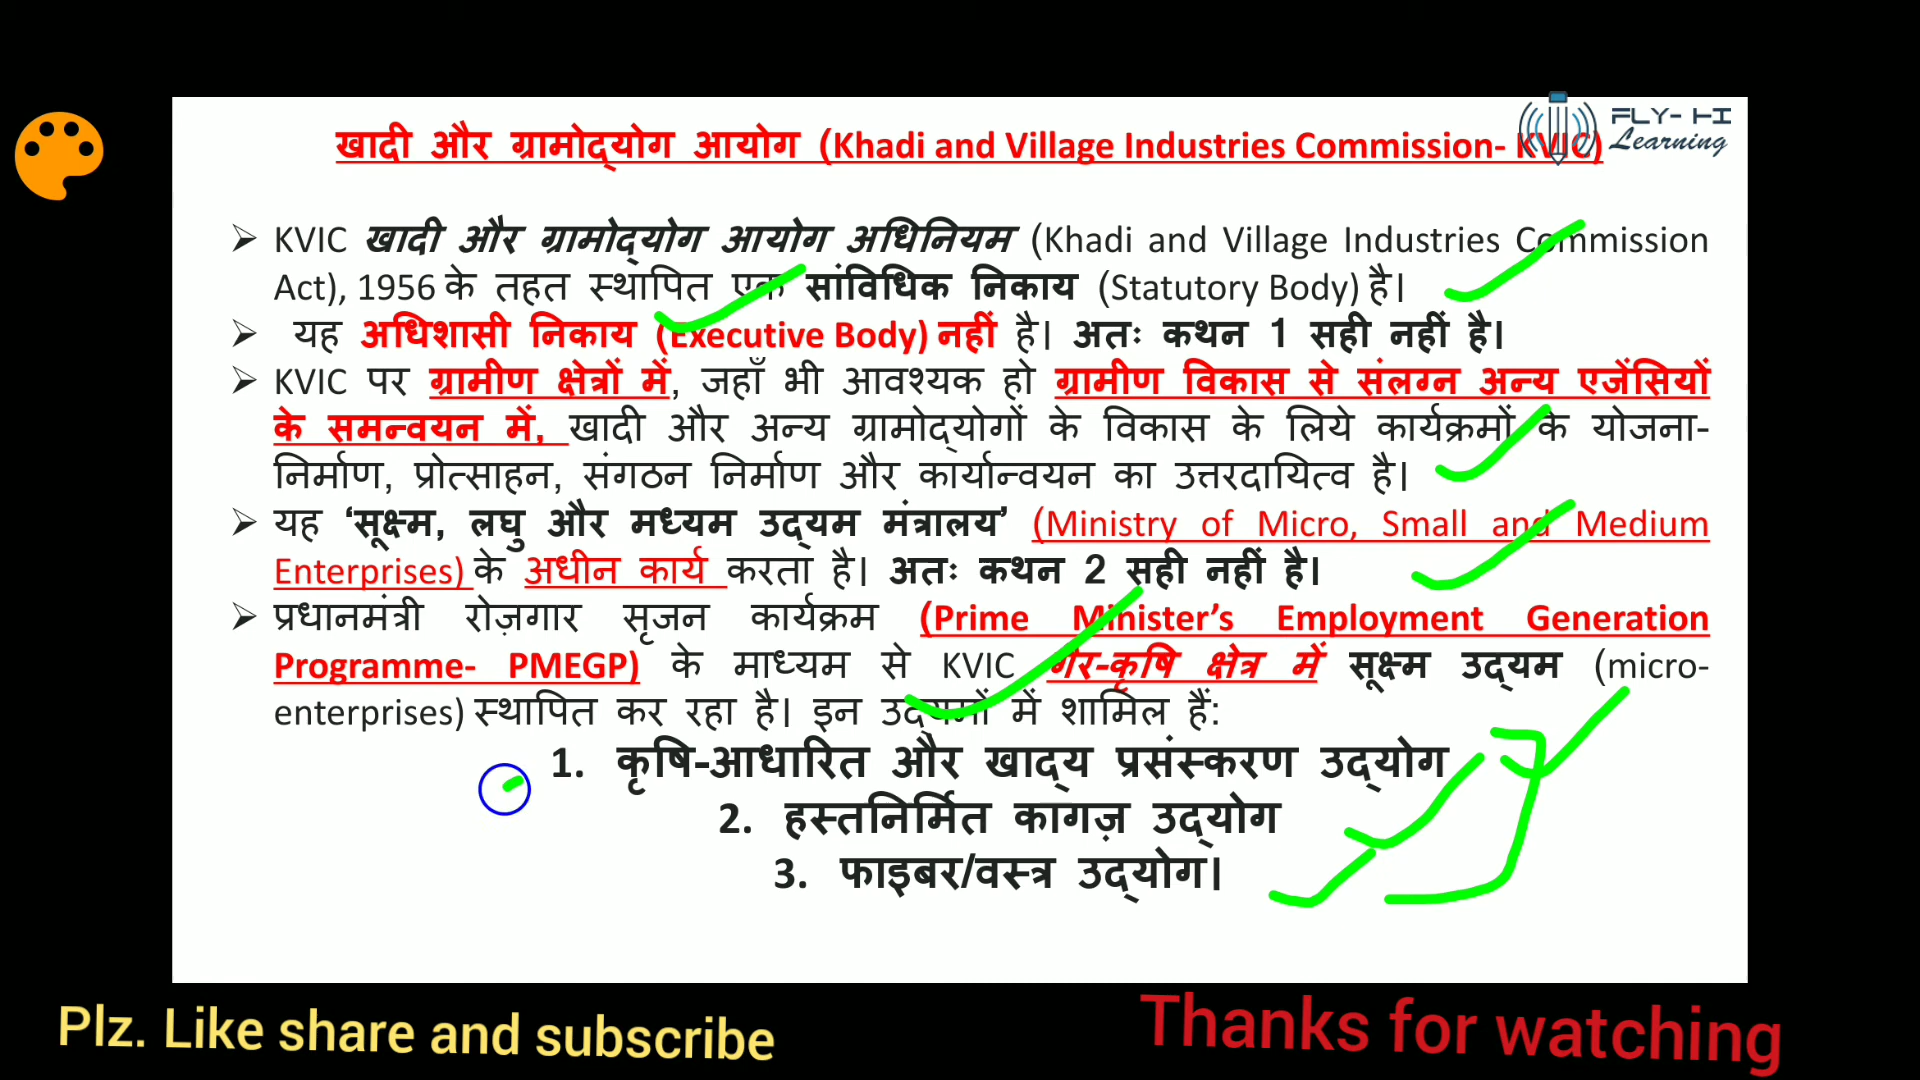 FLY- HI
Learning
खादी और ग्रामोद्योग आयोग (Khadi and Village Industries Commission- KVIC)
➢ KVIC खादी और ग्रामोद्योग आयोग अधिनियम (Khadi and Village Industries Commission
Act), 1956 के तहत स्थापित एक सांविधिक निकाय (Statutory Body) है।
➢ यह अधिशासी निकाय (Executive Body) नहीं है। अतः कथन 1 सही नहीं है।
➢ KVIC पर ग्रामीण क्षेत्रों में, जहाँ भी आवश्यक हो ग्रामीण विकास से संलग्न अन्य एजेंसियों
के समन्वयन में, खादी और अन्य ग्रामोद्योगों के विकास के लिये कार्यक्रमों के योजना-
निर्माण, प्रोत्साहन, संगठन निर्माण और कार्यान्वयन का उत्तरदायित्व है।
➢ यह ‘सूक्ष्म, लघु और मध्यम उद्यम मंत्रालय’ (Ministry of Micro, Small and Medium
Enterprises) के अधीन कार्य करता है। अतः कथन 2 सही नहीं है।
➢ प्रधानमंत्री रोज़गार सृजन कार्यक्रम (Prime Minister’s Employment Generation
Programme- PMEGP) के माध्यम से KVIC गैर-कृषि क्षेत्र में सूक्ष्म उद्यम (micro-
enterprises) स्थापित कर रहा है। इन उद्यमों में शामिल हैं:
1. कृषि-आधारित और खाद्य प्रसंस्करण उद्योग
2. हस्तनिर्मित कागज़ उद्योग
3. फाइबर/वस्त्र उद्योग।
Plz. Like share and subscribe
Thanks for watching